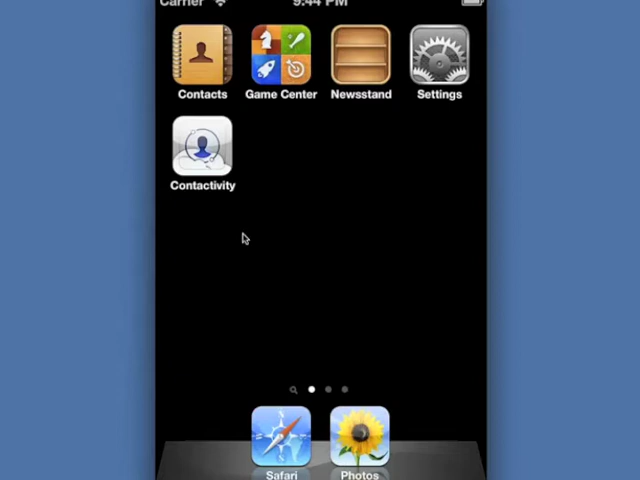 Carrier 9:44 PM
Contacts Game Center Newsstand Settings
Contactivity
Safari Photos